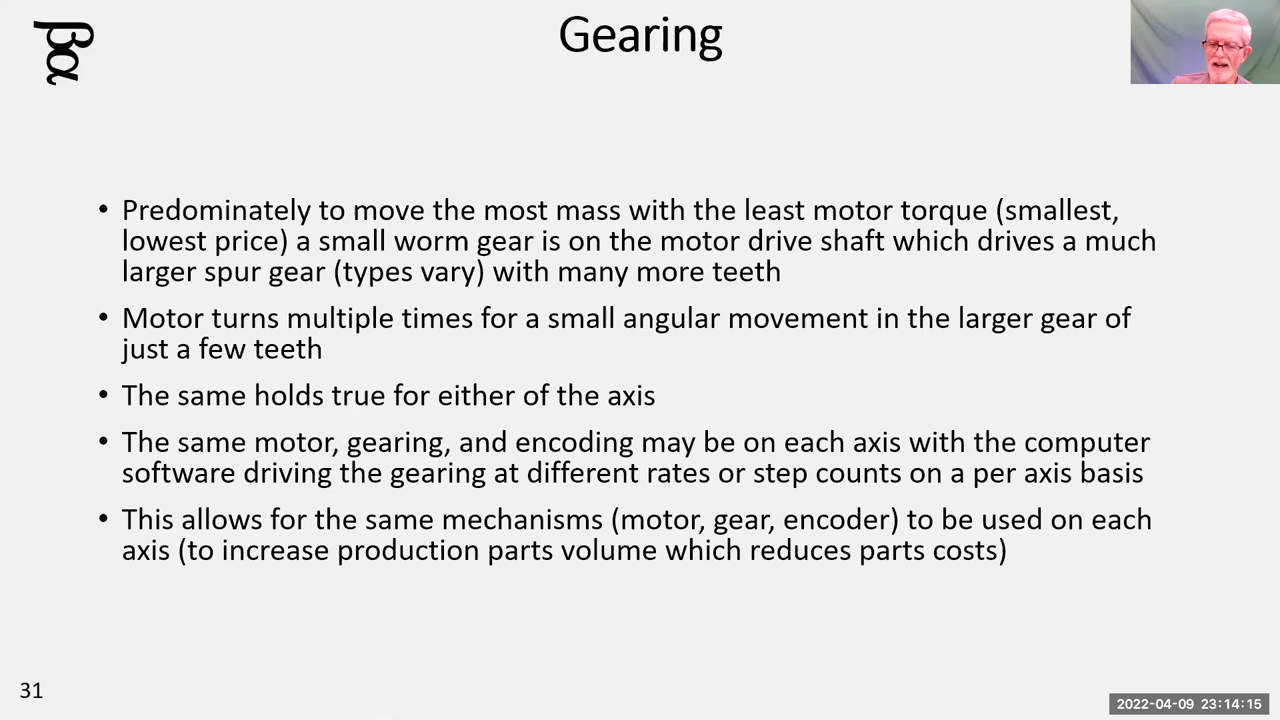 βα
Gearing
• Predominately to move the most mass with the least motor torque (smallest,
lowest price) a small worm gear is on the motor drive shaft which drives a much
larger spur gear (types vary) with many more teeth
• Motor turns multiple times for a small angular movement in the larger gear of
just a few teeth
• The same holds true for either of the axis
• The same motor, gearing, and encoding may be on each axis with the computer
software driving the gearing at different rates or step counts on a per axis basis
• This allows for the same mechanisms (motor, gear, encoder) to be used on each
axis (to increase production parts volume which reduces parts costs)
31
2022-04-09 23:14:15